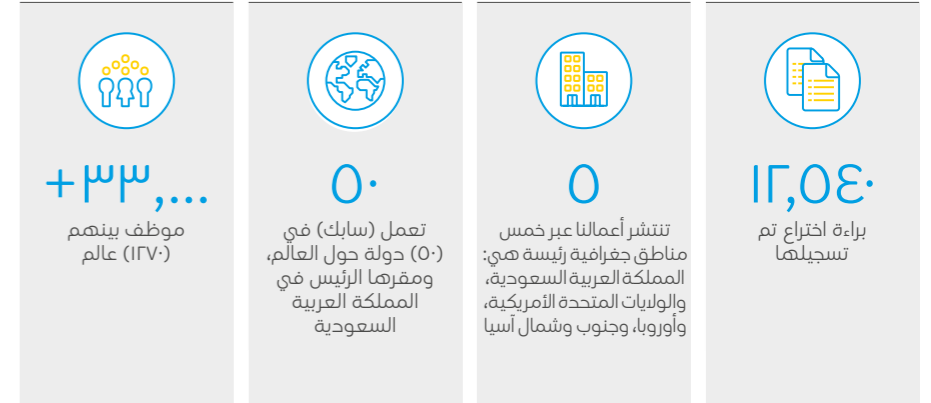 ١٢,٥٤٠
براءة اختراع تم
تسجيلها
٥
تنتشر أعمالنا عبر خمس
مناطق جغرافية رئيسة هي:
المملكة العربية السعودية،
والولايات المتحدة الأمريكية،
وأوروبا، وجنوب وشمال آسيا
٥٠
تعمل (سابك) في
(٥٠) دولة حول العالم،
ومقرها الرئيس في
المملكة العربية
السعودية
+٣٣,٠٠٠
موظف بينهم
(١٢٧٠) عالم